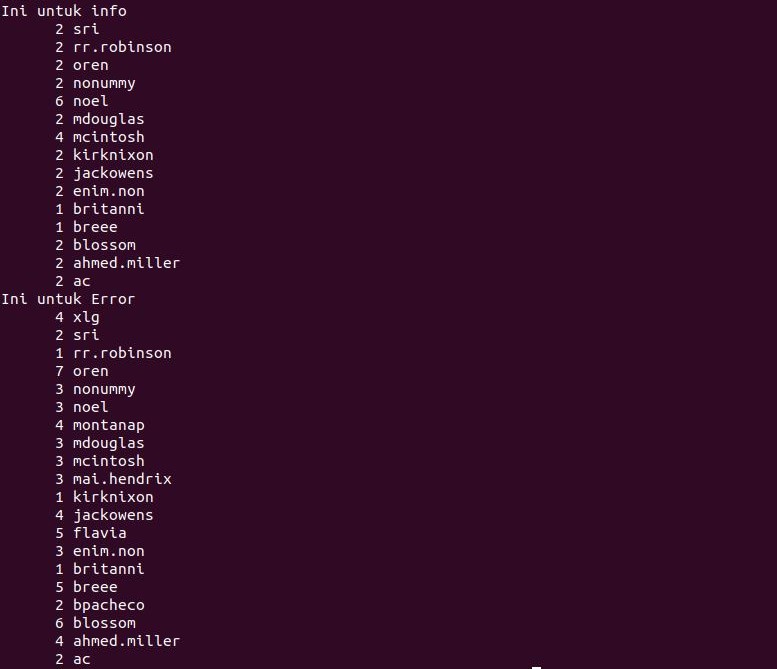 Ini untuk info
2 sri
2 rr.robinson
2 oren
2 nonummy
6 noel
2 mdouglas
4 mcintosh
2 kirknixon
2 jackowens
2 enim.non
1 britanni
1 breee
2 blossom
2 ahmed.miller
2 ac
Ini untuk Error
4 xlg
2 sri
1 rr.robinson
7 oren
3 nonummy
3 noel
4 montanap
3 mdouglas
3 mcintosh
3 mai.hendrix
1 kirknixon
4 jackowens
5 flavia
3 enim.non
1 britanni
5 breee
2 bpacheco
6 blossom
4 ahmed.miller
2 ac